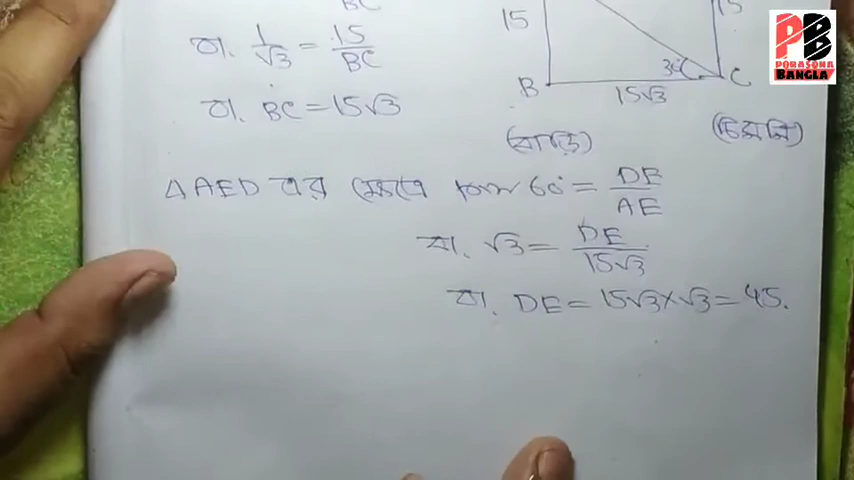 BC
বা. 1/√3 = 15/BC
বা. BC = 15√3
15
15
B
30°
C
15√3
(বাড়ি)
(চিমনি)
ΔAED এর ক্ষেত্রে tan 60° = DE/AE
বা. √3 = DE/15√3
বা. DE = 15√3 × √3 = 45.
PB
PORASONA
BANGLA